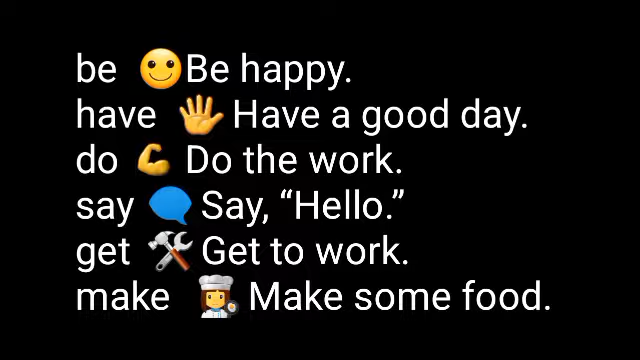 be 🙂 Be happy.
have 👋 Have a good day.
do 💪 Do the work.
say 🗨 Say, “Hello.”
get 🛠 Get to work.
make 👩‍🍳 Make some food.